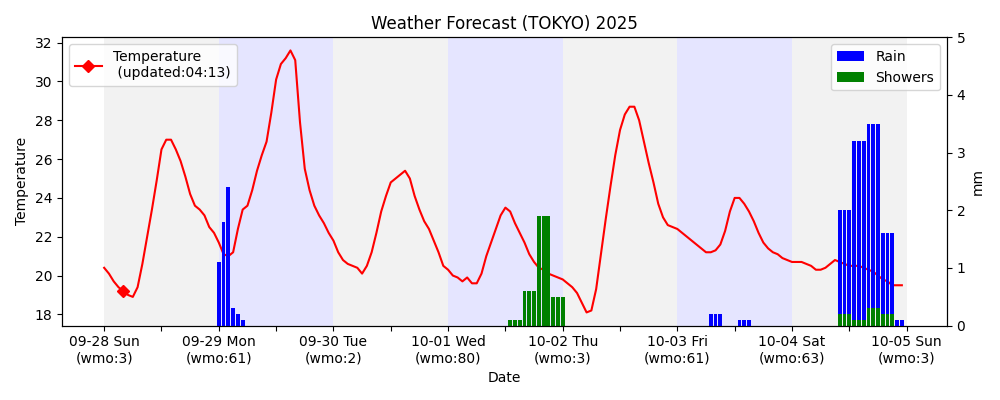 Weather Forecast (TOKYO) 2025
Temperature
(updated:04:13)
Rain
Showers
Temperature
32
30
28
26
24
22
20
18
5
4
3
2
1
0
mm
09-28 Sun
(wmo:3)
09-29 Mon
(wmo:61)
09-30 Tue
(wmo:2)
10-01 Wed
(wmo:80)
10-02 Thu
(wmo:3)
10-03 Fri
(wmo:61)
10-04 Sat
(wmo:63)
10-05 Sun
(wmo:3)
Date